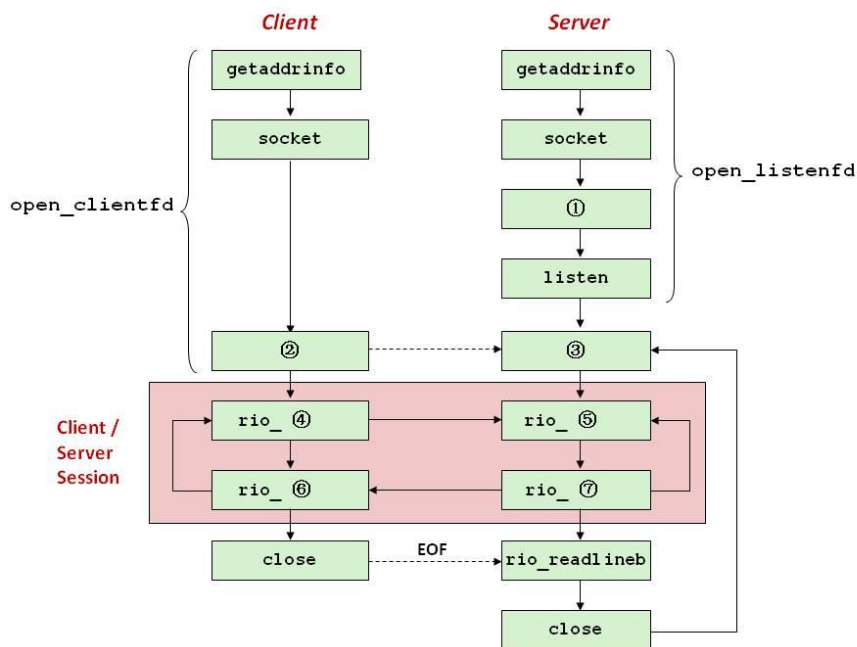 Client
Server
getaddrinfo
getaddrinfo
socket
socket
open_clientfd
open_listenfd
①
listen
②
③
Client /
Server
Session
rio_ ④
rio_ ⑤
rio_ ⑥
rio_ ⑦
close
EOF
rio_readlineb
close